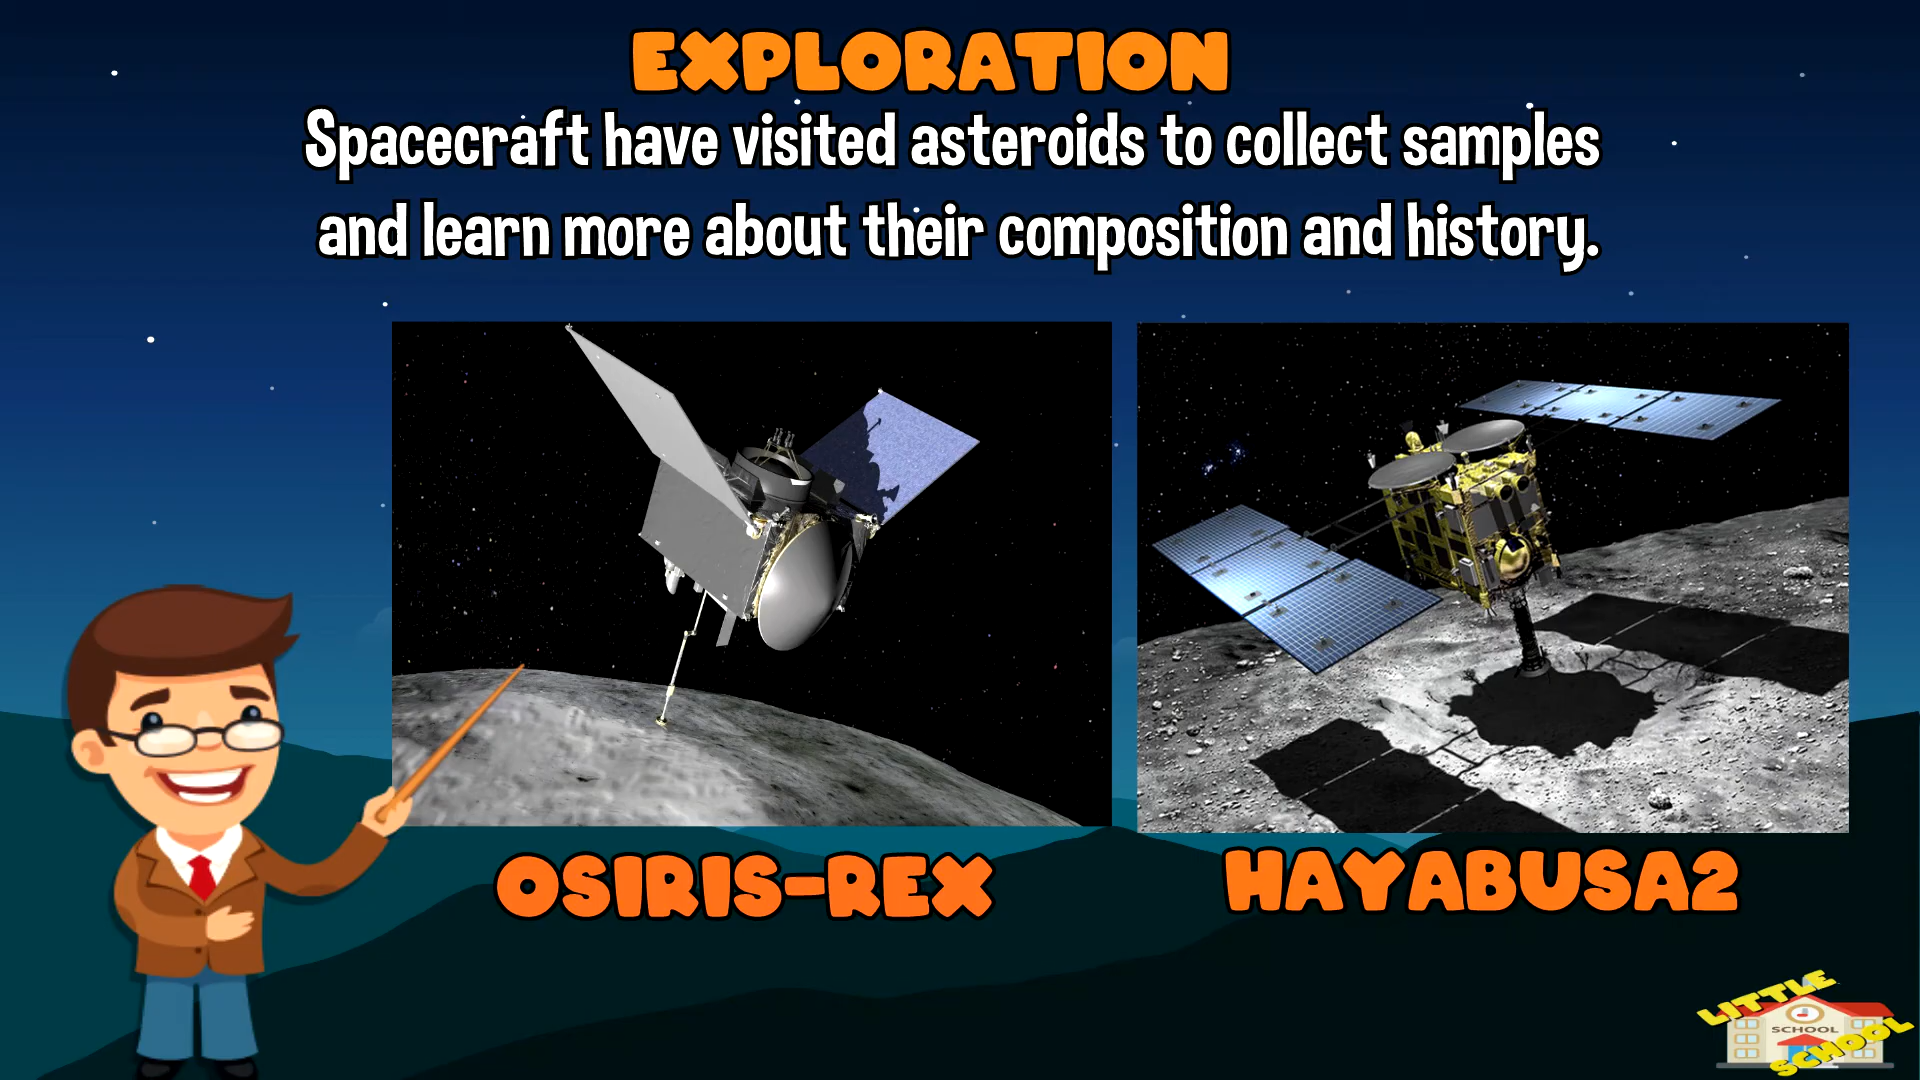 EXPLORATION
Spacecraft have visited asteroids to collect samples
and learn more about their composition and history.
OSIRIS-REX
HAYABUSA2
LITTLE
SCHOOL
SCHOOL